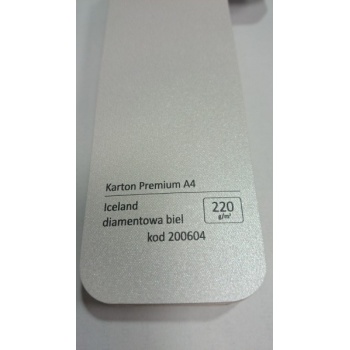 Karton Premium A4
Iceland
diamentowa biel
220
g/m²
kod 200604